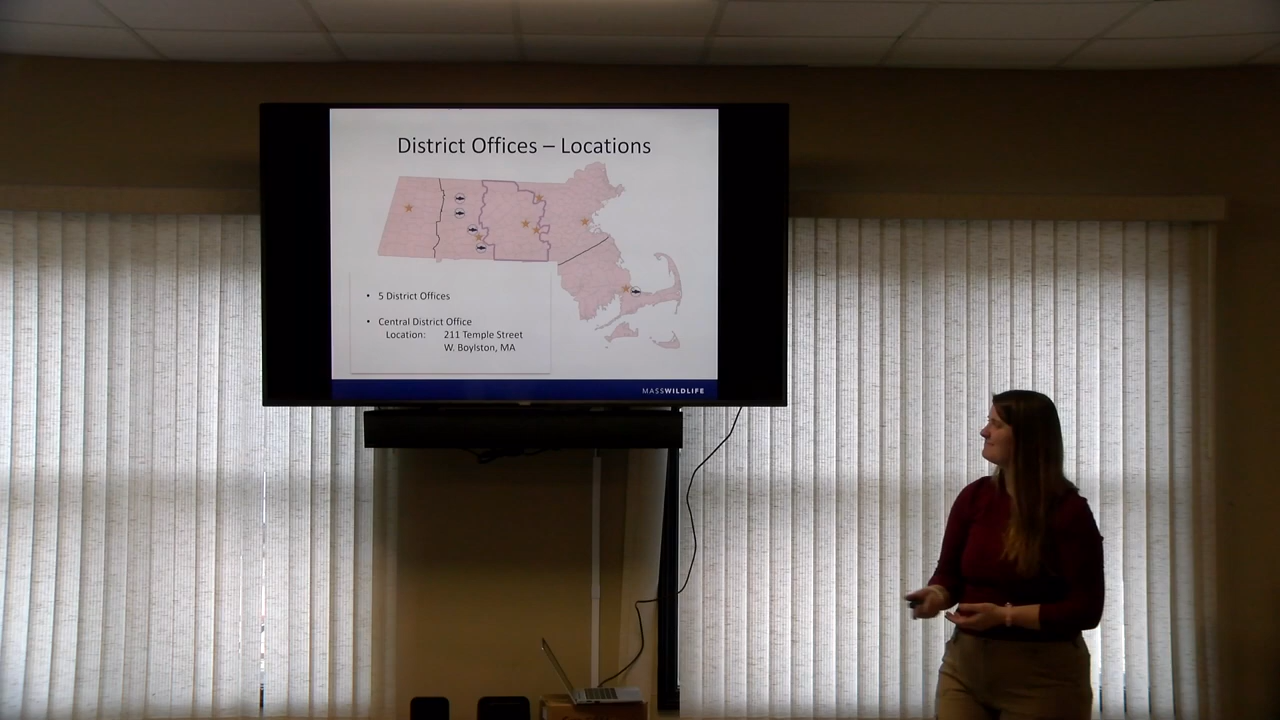 District Offices – Locations
• 5 District Offices
• Central District Office
Location: 211 Temple Street
W. Boylston, MA
MASSWILDLIFE